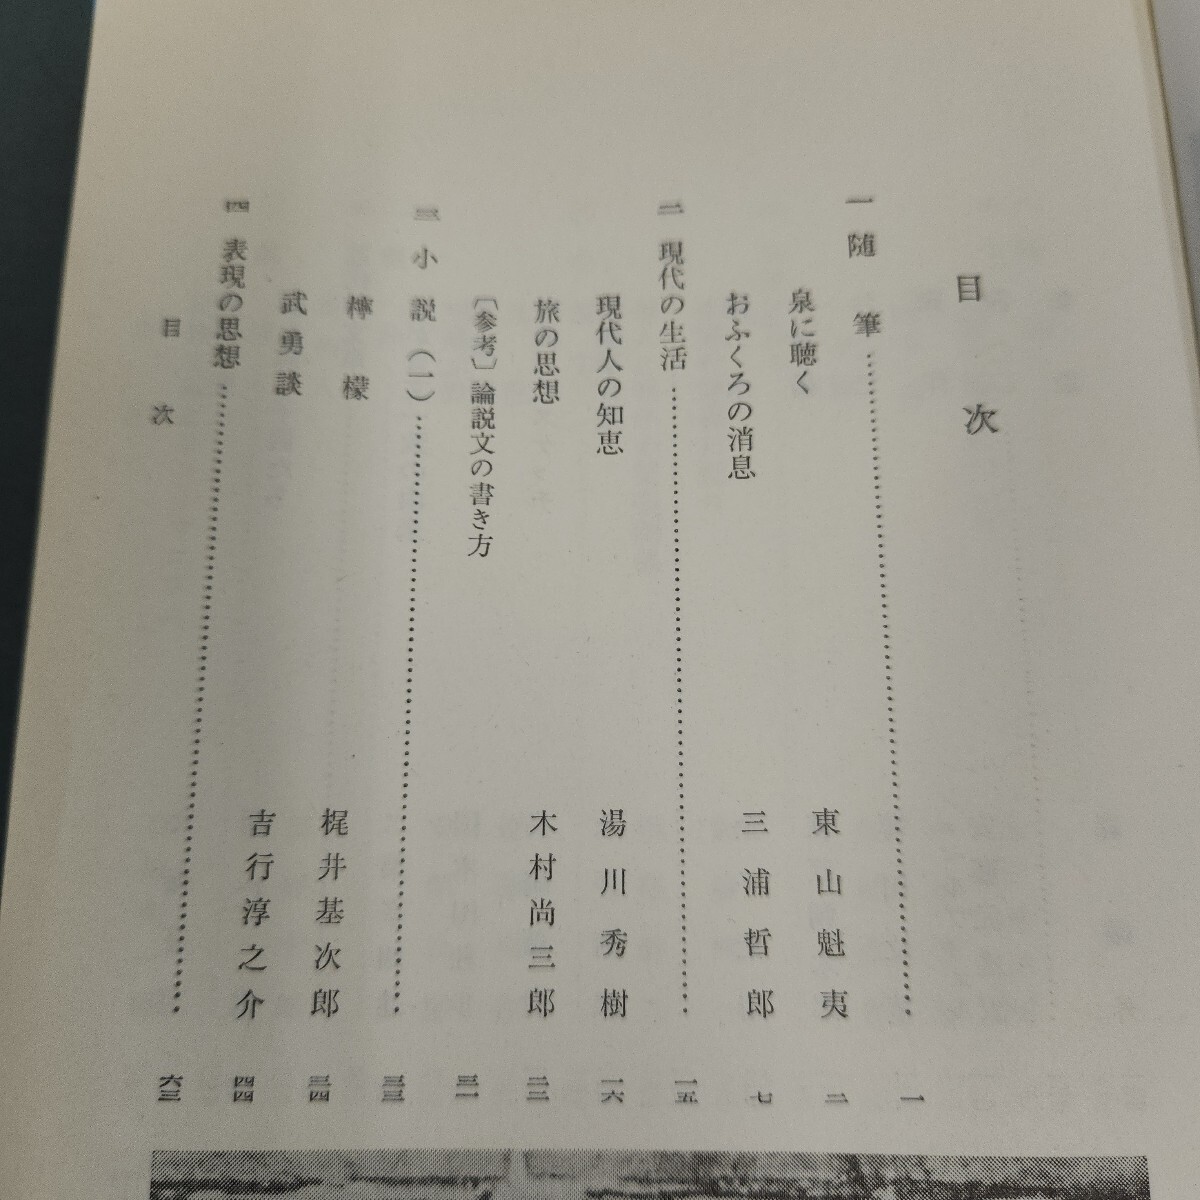 目次
一 随筆……一
泉に聴く 東山魁夷 二
おふくろの消息 三浦哲郎 七
二 現代の生活……一五
現代人の知恵 湯川秀樹 一六
旅の思想 木村尚三郎 二三
〔参考〕論説文の書き方 三一
三 小説(一)……三三
檸檬 梶井基次郎 三四
武勇談 吉行淳之介 四四
四 表現の思想……六三
目次